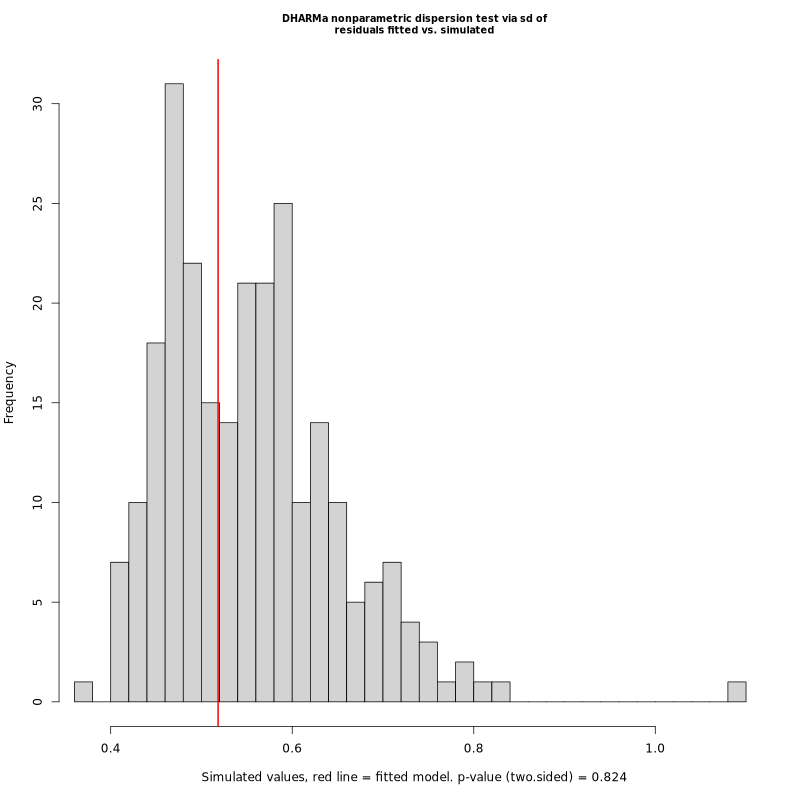 DHARMa nonparametric dispersion test via sd of
residuals fitted vs. simulated
Frequency
30
25
20
15
10
5
0
0.4 0.6 0.8 1.0
Simulated values, red line = fitted model. p-value (two.sided) = 0.824